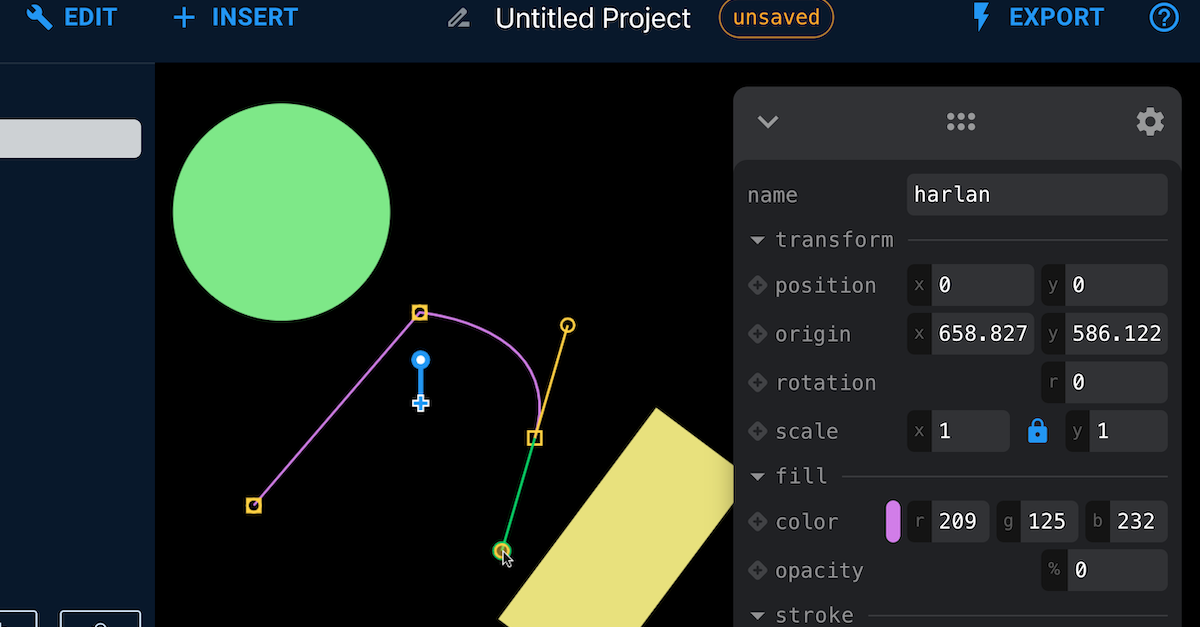 EDIT INSERT Untitled Project unsaved EXPORT ?
name harlan
transform
position x 0 y 0
origin x 658.827 y 586.122
rotation r 0
scale x 1 y 1
fill
color r 209 g 125 b 232
opacity % 0
stroke